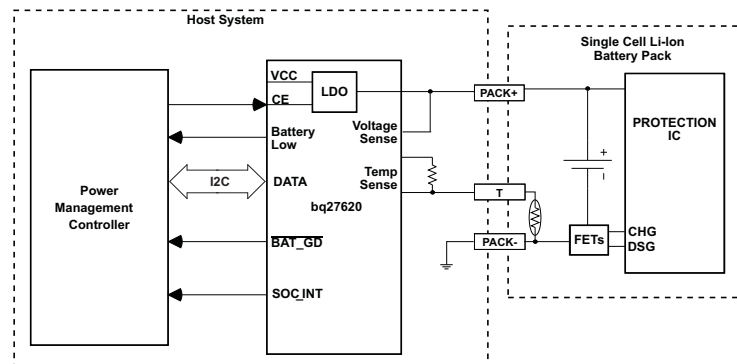 Host System
Single Cell Li-Ion
Battery Pack
VCC
LDO
CE
PACK+
Voltage
Sense
Battery
Low
PROTECTION
IC
Power
Management
Controller
I2C
DATA
Temp
Sense
bq27620
T
+
–
BAT_GD
PACK-
FETs
CHG
DSG
SOC_INT